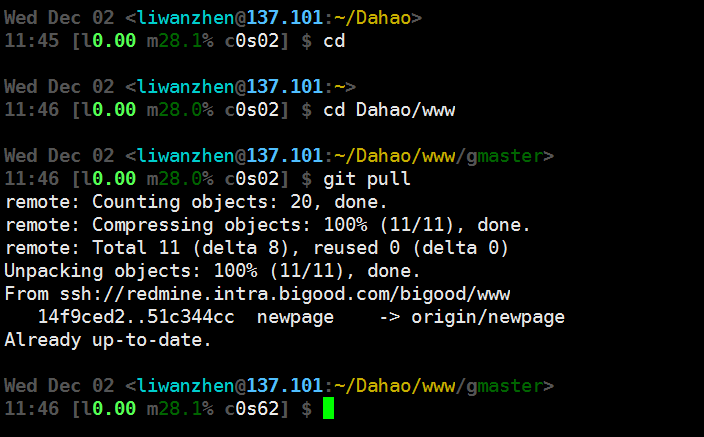 Wed Dec 02 <liwanzhen@137.101:~/Dahao>
11:45 [l0.00 m28.1% c0s02] $ cd
Wed Dec 02 <liwanzhen@137.101:~>
11:46 [l0.00 m28.0% c0s02] $ cd Dahao/www
Wed Dec 02 <liwanzhen@137.101:~/Dahao/www/gmaster>
11:46 [l0.00 m28.0% c0s02] $ git pull
remote: Counting objects: 20, done.
remote: Compressing objects: 100% (11/11), done.
remote: Total 11 (delta 8), reused 0 (delta 0)
Unpacking objects: 100% (11/11), done.
From ssh://redmine.intra.bigood.com/bigood/www
   14f9ced2..51c344cc  newpage    -> origin/newpage
Already up-to-date.
Wed Dec 02 <liwanzhen@137.101:~/Dahao/www/gmaster>
11:46 [l0.00 m28.1% c0s62] $